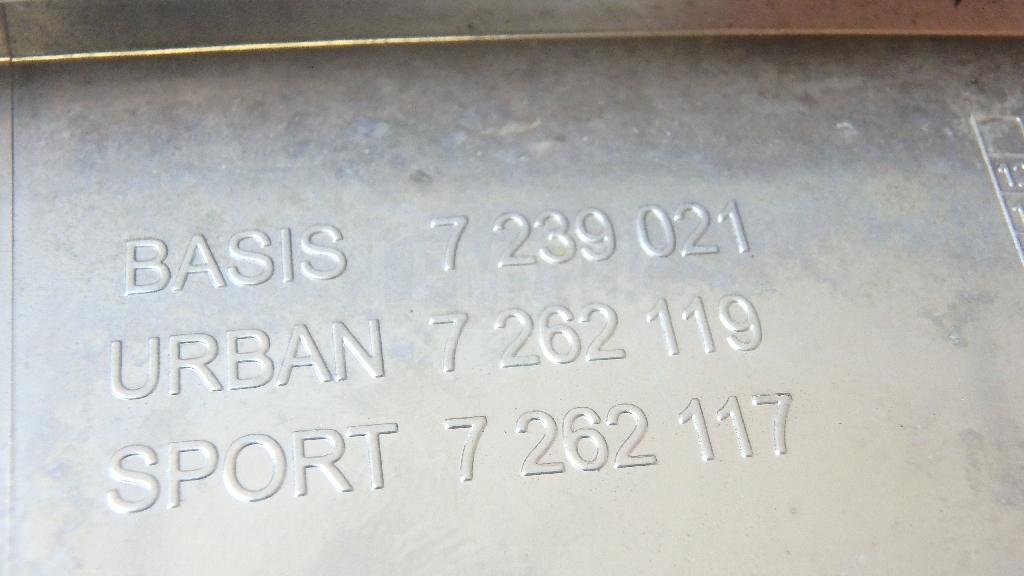 BASIS 7 239 021
URBAN 7 262 119
SPORT 7 262 117